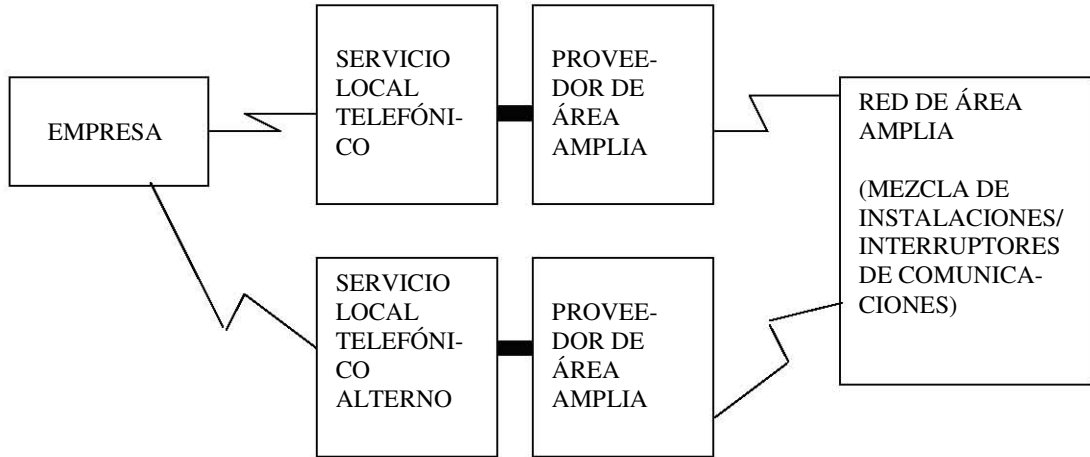 EMPRESA
SERVICIO
LOCAL
TELEFÓNI-
CO
PROVEE-
DOR DE
ÁREA
AMPLIA
RED DE ÁREA
AMPLIA
(MEZCLA DE
INSTALACIONES/
INTERRUPTORES
DE COMUNICA-
CIONES)
SERVICIO
LOCAL
TELEFÓNI-
CO
ALTERNO
PROVEE-
DOR DE
ÁREA
AMPLIA